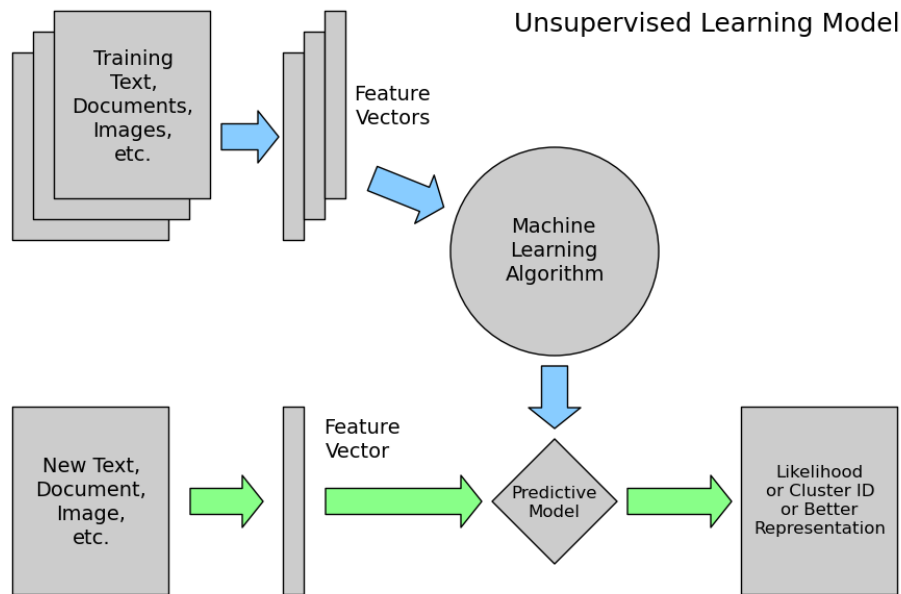 Unsupervised Learning Model
Training
Text,
Documents,
Images,
etc.
Feature
Vectors
Machine
Learning
Algorithm
New Text,
Document,
Image,
etc.
Feature
Vector
Predictive
Model
Likelihood
or Cluster ID
or Better
Representation